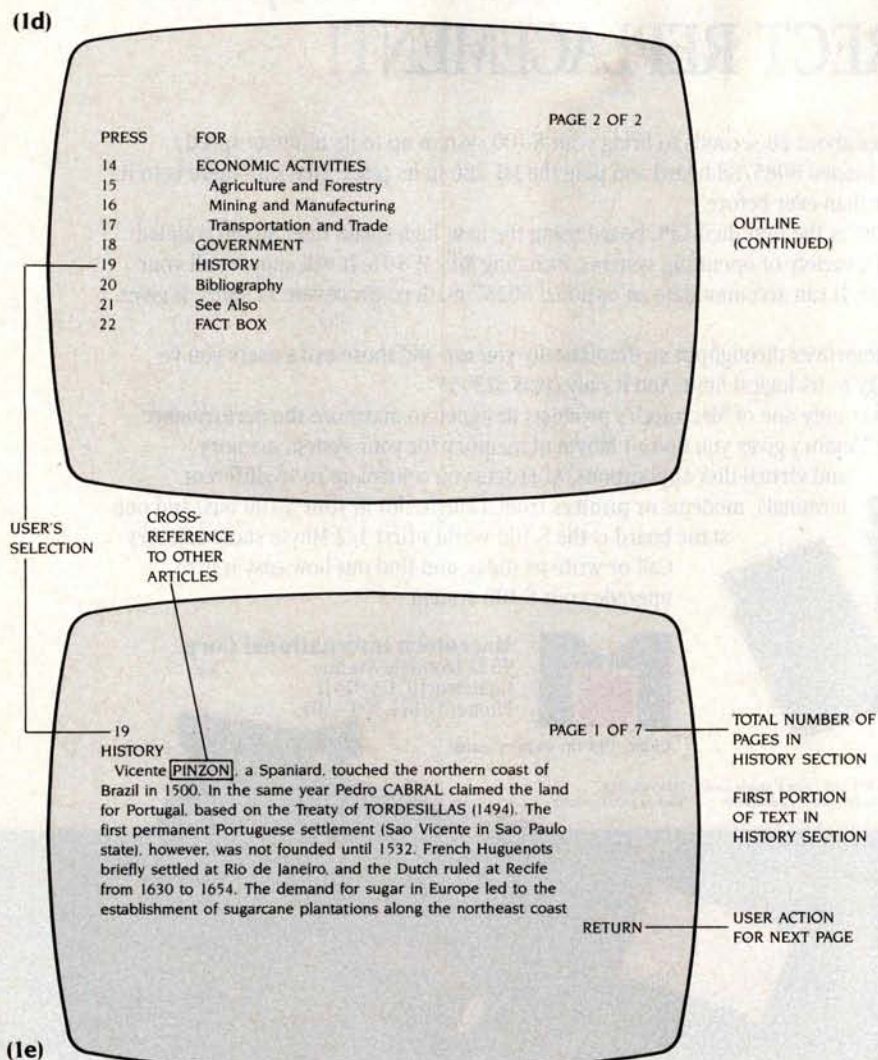 (1d)
PAGE 2 OF 2
PRESS FOR
14 ECONOMIC ACTIVITIES
15 Agriculture and Forestry
16 Mining and Manufacturing
17 Transportation and Trade
18 GOVERNMENT
19 HISTORY
20 Bibliography
21 See Also
22 FACT BOX
OUTLINE
(CONTINUED)
USER'S
SELECTION
CROSS-
REFERENCE
TO OTHER
ARTICLES
19
HISTORY
PAGE 1 OF 7
Vicente PINZON, a Spaniard, touched the northern coast of
Brazil in 1500. In the same year Pedro CABRAL claimed the land
for Portugal, based on the Treaty of TORDESILLAS (1494). The
first permanent Portuguese settlement (Sao Vicente in Sao Paulo
state), however, was not founded until 1532. French Huguenots
briefly settled at Rio de Janeiro, and the Dutch ruled at Recife
from 1630 to 1654. The demand for sugar in Europe led to the
establishment of sugarcane plantations along the northeast coast
RETURN
TOTAL NUMBER OF
PAGES IN
HISTORY SECTION
FIRST PORTION
OF TEXT IN
HISTORY SECTION
USER ACTION
FOR NEXT PAGE
(1e)